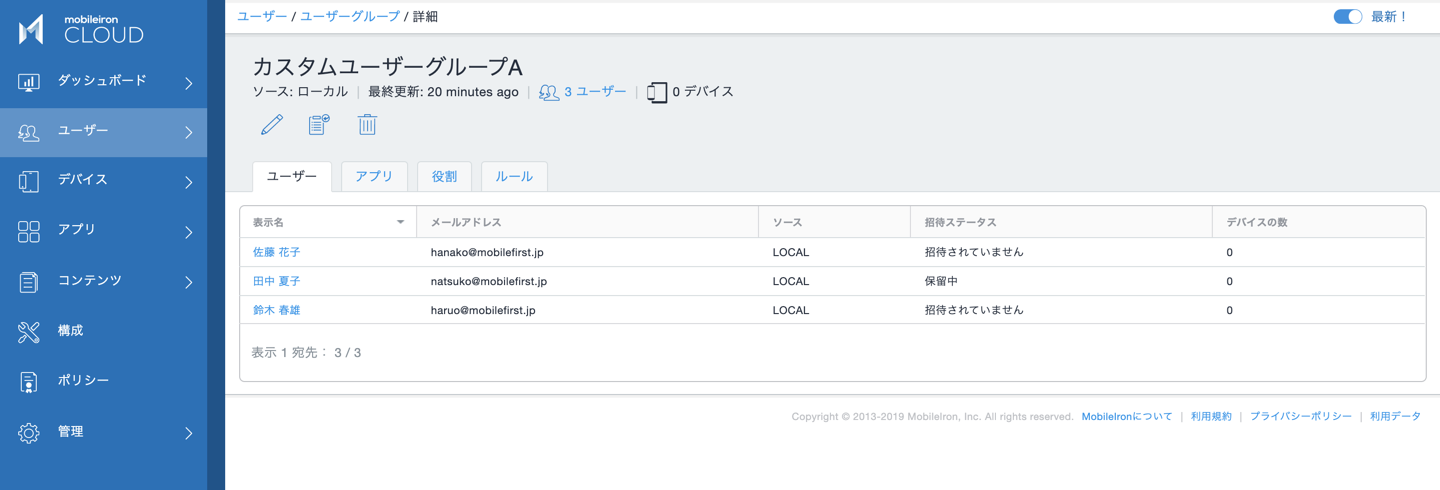 mobileiron
CLOUD
ダッシュボード
ユーザー
デバイス
アプリ
コンテンツ
構成
ポリシー
管理
ユーザー / ユーザーグループ / 詳細
最新！
カスタムユーザーグループA
ソース: ローカル | 最終更新: 20 minutes ago | 3 ユーザー | 0 デバイス
ユーザー アプリ 役割 ルール
表示名 メールアドレス ソース 招待ステータス デバイスの数
佐藤 花子 hanako@mobilefirst.jp LOCAL 招待されていません 0
田中 夏子 natsuko@mobilefirst.jp LOCAL 保留中 0
鈴木 春雄 haruo@mobilefirst.jp LOCAL 招待されていません 0
表示 1 宛先： 3 / 3
Copyright © 2013-2019 MobileIron, Inc. All rights reserved. MobileIronについて | 利用規約 | プライバシーポリシー | 利用データ